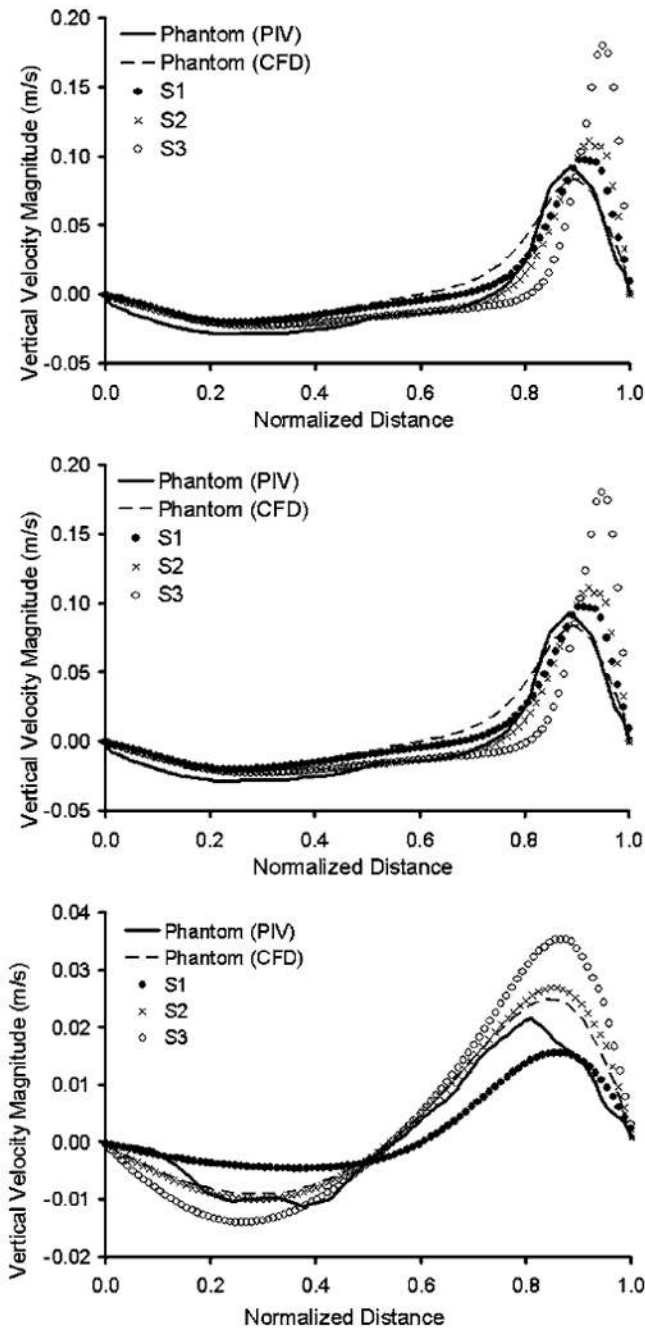 0.20
0.15
0.10
0.05
0.00
-0.05
Vertical Velocity Magnitude (m/s)
Phantom (PIV)
Phantom (CFD)
S1
S2
S3
0.0 0.2 0.4 0.6 0.8 1.0
Normalized Distance
0.20
0.15
0.10
0.05
0.00
-0.05
Vertical Velocity Magnitude (m/s)
Phantom (PIV)
Phantom (CFD)
S1
S2
S3
0.0 0.2 0.4 0.6 0.8 1.0
Normalized Distance
0.04
0.03
0.02
0.01
0.00
-0.01
-0.02
Vertical Velocity Magnitude (m/s)
Phantom (PIV)
Phantom (CFD)
S1
S2
S3
0.0 0.2 0.4 0.6 0.8 1.0
Normalized Distance